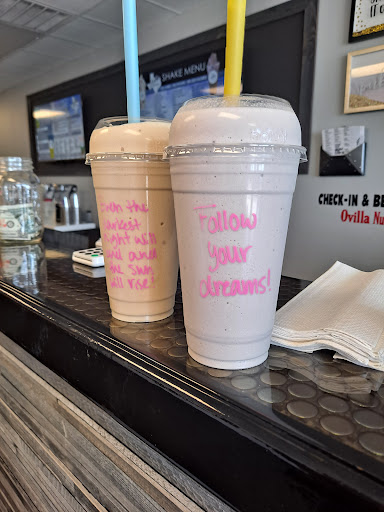 SHAKE MENU
Even the
darkest
night will
end and
the sun
will rise!
Follow
your
dreams!
CHECK-IN & BE
Ovilla Nu